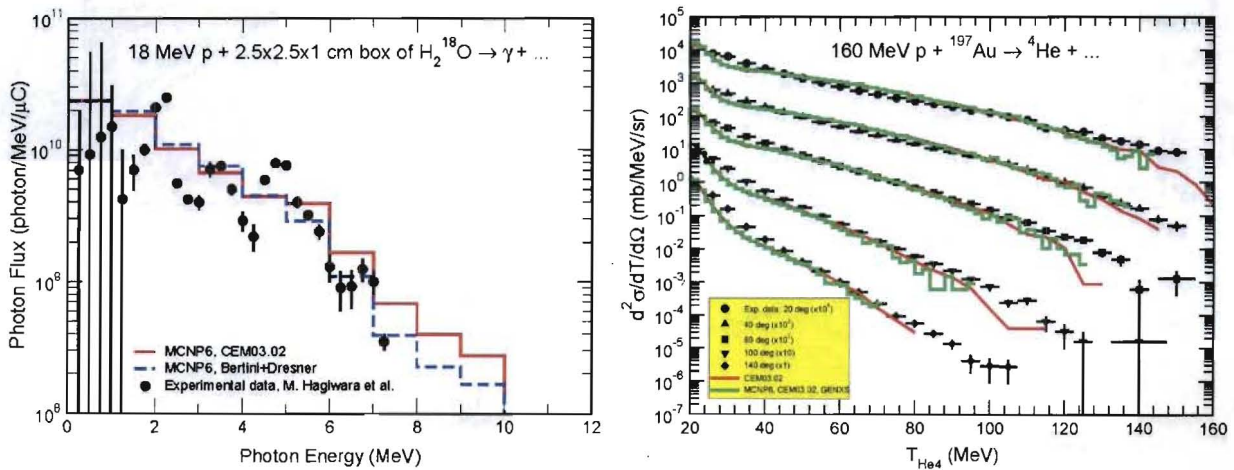 18 MeV p + 2.5x2.5x1 cm box of H₂¹⁸O → γ + ...
Photon Flux (photon/MeV/μC)
10¹¹
10¹⁰
10⁹
10⁸
MCNP6, CEM03.02
MCNP6, Bertini+Dresner
Experimental data, M. Hagiwara et al.
0 2 4 6 8 10 12
Photon Energy (MeV)
160 MeV p + ¹⁹⁷Au → ⁴He + ...
d²σ/dT/dΩ (mb/MeV/sr)
10⁵
10⁴
10³
10²
10¹
10⁰
10⁻¹
10⁻²
10⁻³
10⁻⁴
10⁻⁵
10⁻⁶
10⁻⁷
Exp. data: 20 deg (x10⁴)
40 deg (x10³)
60 deg (x10²)
100 deg (x10)
140 deg (x1)
CEM03.02
MCNP6, CEM03.02, GENXS
20 40 60 80 100 120 140 160
T_He4 (MeV)